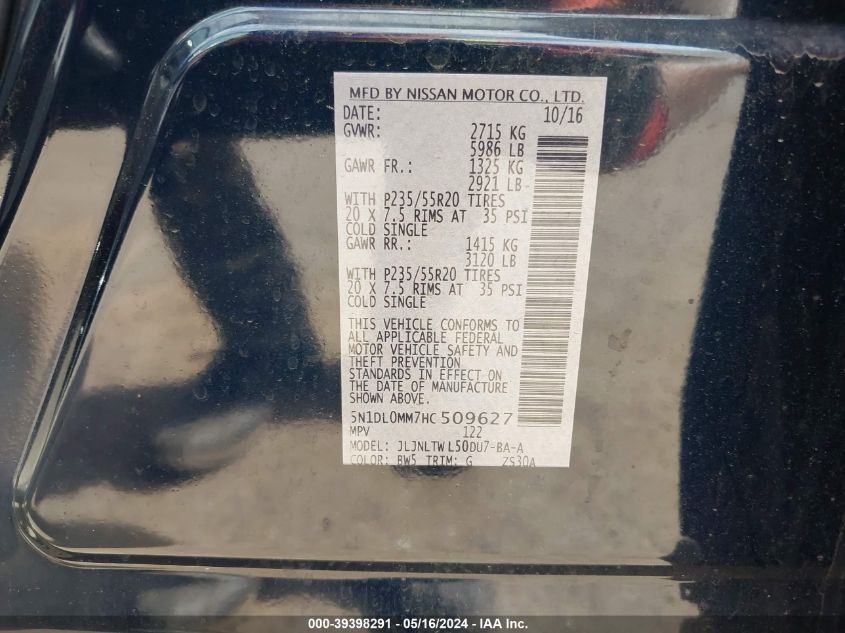 MFD BY NISSAN MOTOR CO., LTD.
DATE: 10/16
GVWR: 2715 KG
5986 LB
GAWR FR.: 1325 KG
2921 LB
WITH P235/55R20 TIRES
20 X 7.5 RIMS AT 35 PSI
COLD SINGLE
GAWR RR.: 1415 KG
3120 LB
WITH P235/55R20 TIRES
20 X 7.5 RIMS AT 35 PSI
COLD SINGLE
THIS VEHICLE CONFORMS TO
ALL APPLICABLE FEDERAL
MOTOR VEHICLE SAFETY AND
THEFT PREVENTION
STANDARDS IN EFFECT ON
THE DATE OF MANUFACTURE
SHOWN ABOVE.
5N1DL0MM7HC509627
MPV 122
MODEL: JLJNLTWL50DU7-BA-A
COLOR: BW5 TRIM: G ZS30A
000-39398291 - 05/16/2024 - IAA Inc.